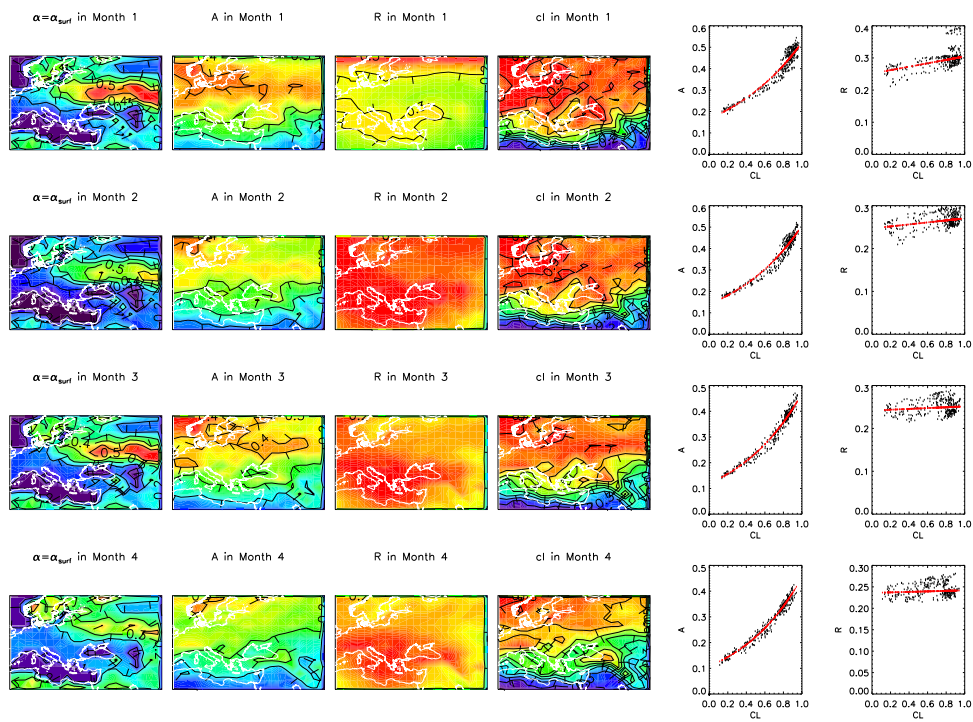 α=α_surf in Month 1
A in Month 1
R in Month 1
cl in Month 1
0.6
0.5
0.4
0.3
0.2
0.1
0.0
A
0.0 0.2 0.4 0.6 0.8 1.0
CL
0.4
0.3
0.2
0.1
0.0
R
0.0 0.2 0.4 0.6 0.8 1.0
CL
α=α_surf in Month 2
A in Month 2
R in Month 2
cl in Month 2
0.6
0.5
0.4
0.3
0.2
0.1
0.0
A
0.0 0.2 0.4 0.6 0.8 1.0
CL
0.3
0.2
0.1
0.0
R
0.0 0.2 0.4 0.6 0.8 1.0
CL
α=α_surf in Month 3
A in Month 3
R in Month 3
cl in Month 3
0.5
0.4
0.3
0.2
0.1
0.0
A
0.0 0.2 0.4 0.6 0.8 1.0
CL
0.3
0.2
0.1
0.0
R
0.0 0.2 0.4 0.6 0.8 1.0
CL
α=α_surf in Month 4
A in Month 4
R in Month 4
cl in Month 4
0.5
0.4
0.3
0.2
0.1
0.0
A
0.0 0.2 0.4 0.6 0.8 1.0
CL
0.30
0.25
0.20
0.15
0.10
0.05
0.00
R
0.0 0.2 0.4 0.6 0.8 1.0
CL